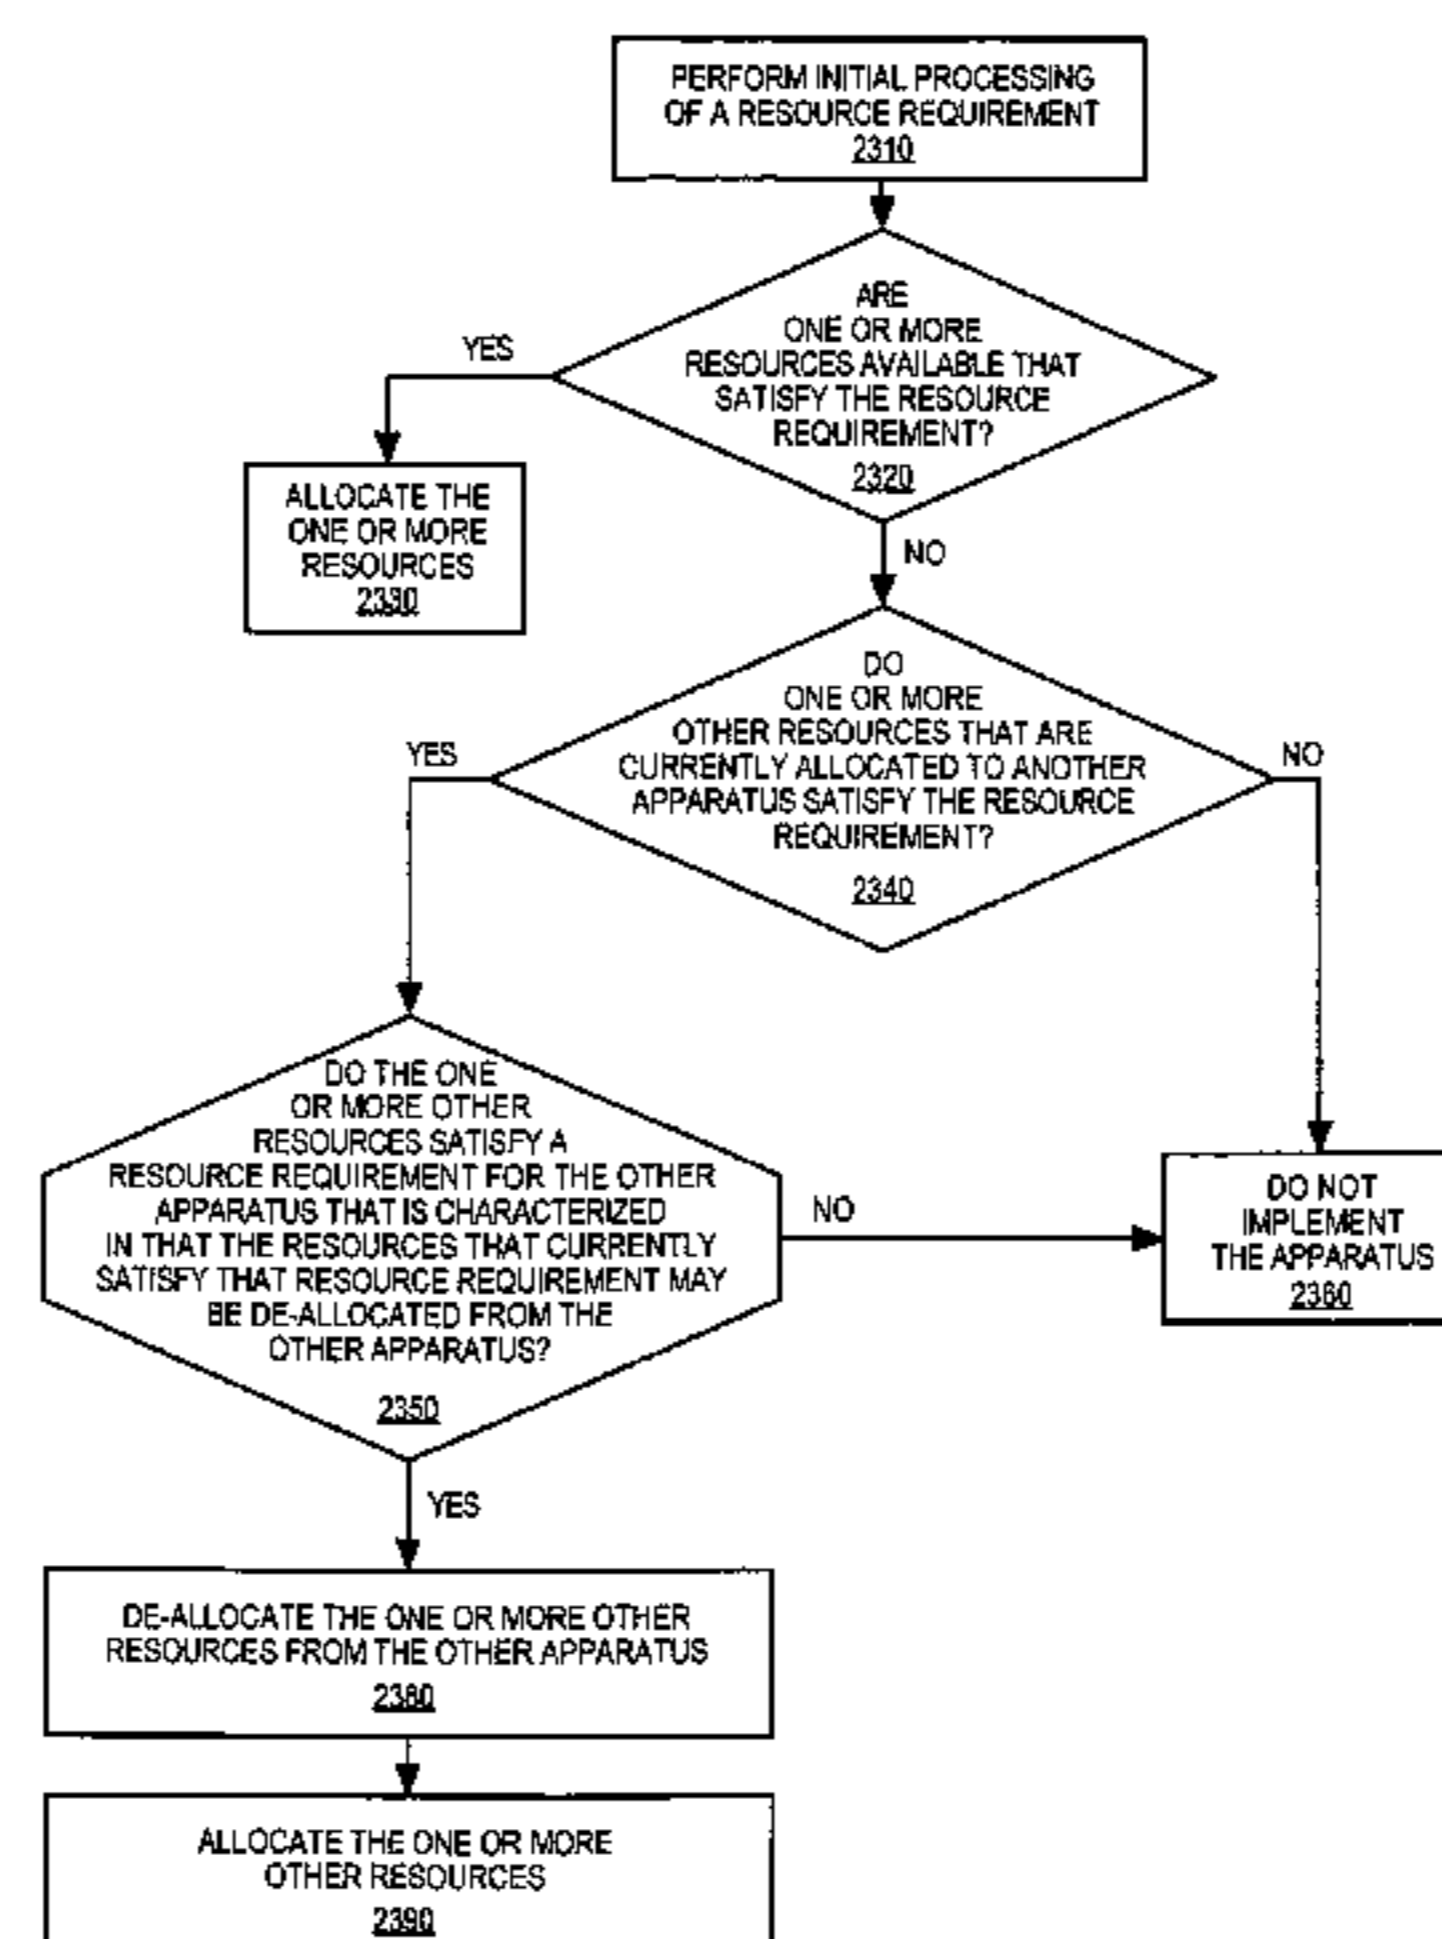 PERFORM INITIAL PROCESSING
OF A RESOURCE REQUIREMENT
2310
ARE
ONE OR MORE
RESOURCES AVAILABLE THAT
SATISFY THE RESOURCE
REQUIREMENT?
2320
YES
ALLOCATE THE
ONE OR MORE
RESOURCES
2330
NO
DO
ONE OR MORE
OTHER RESOURCES THAT ARE
CURRENTLY ALLOCATED TO ANOTHER
APPARATUS SATISFY THE RESOURCE
REQUIREMENT?
2340
YES
NO
DO THE ONE
OR MORE OTHER
RESOURCES SATISFY A
RESOURCE REQUIREMENT FOR THE OTHER
APPARATUS THAT IS CHARACTERIZED
IN THAT THE RESOURCES THAT CURRENTLY
SATISFY THAT RESOURCE REQUIREMENT MAY
BE DE-ALLOCATED FROM THE
OTHER APPARATUS?
2350
NO
DO NOT
IMPLEMENT
THE APPARATUS
2360
YES
DE-ALLOCATE THE ONE OR MORE OTHER
RESOURCES FROM THE OTHER APPARATUS
2380
ALLOCATE THE ONE OR MORE
OTHER RESOURCES
2390